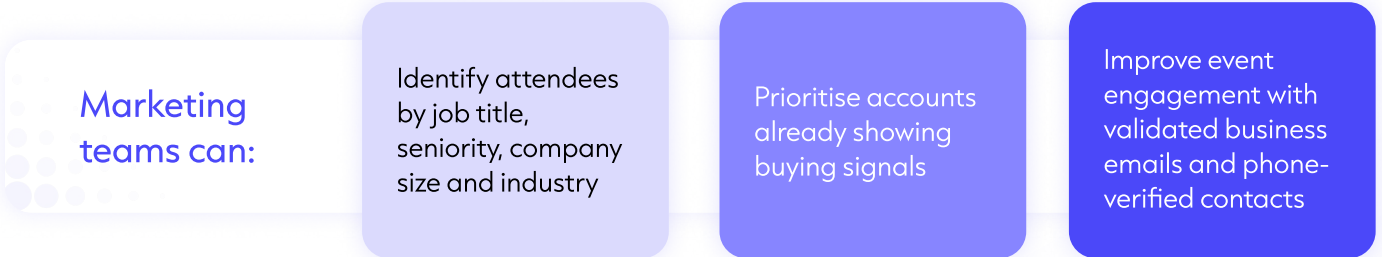 Marketing
teams can:
Identify attendees
by job title,
seniority, company
size and industry
Prioritise accounts
already showing
buying signals
Improve event
engagement with
validated business
emails and phone-
verified contacts